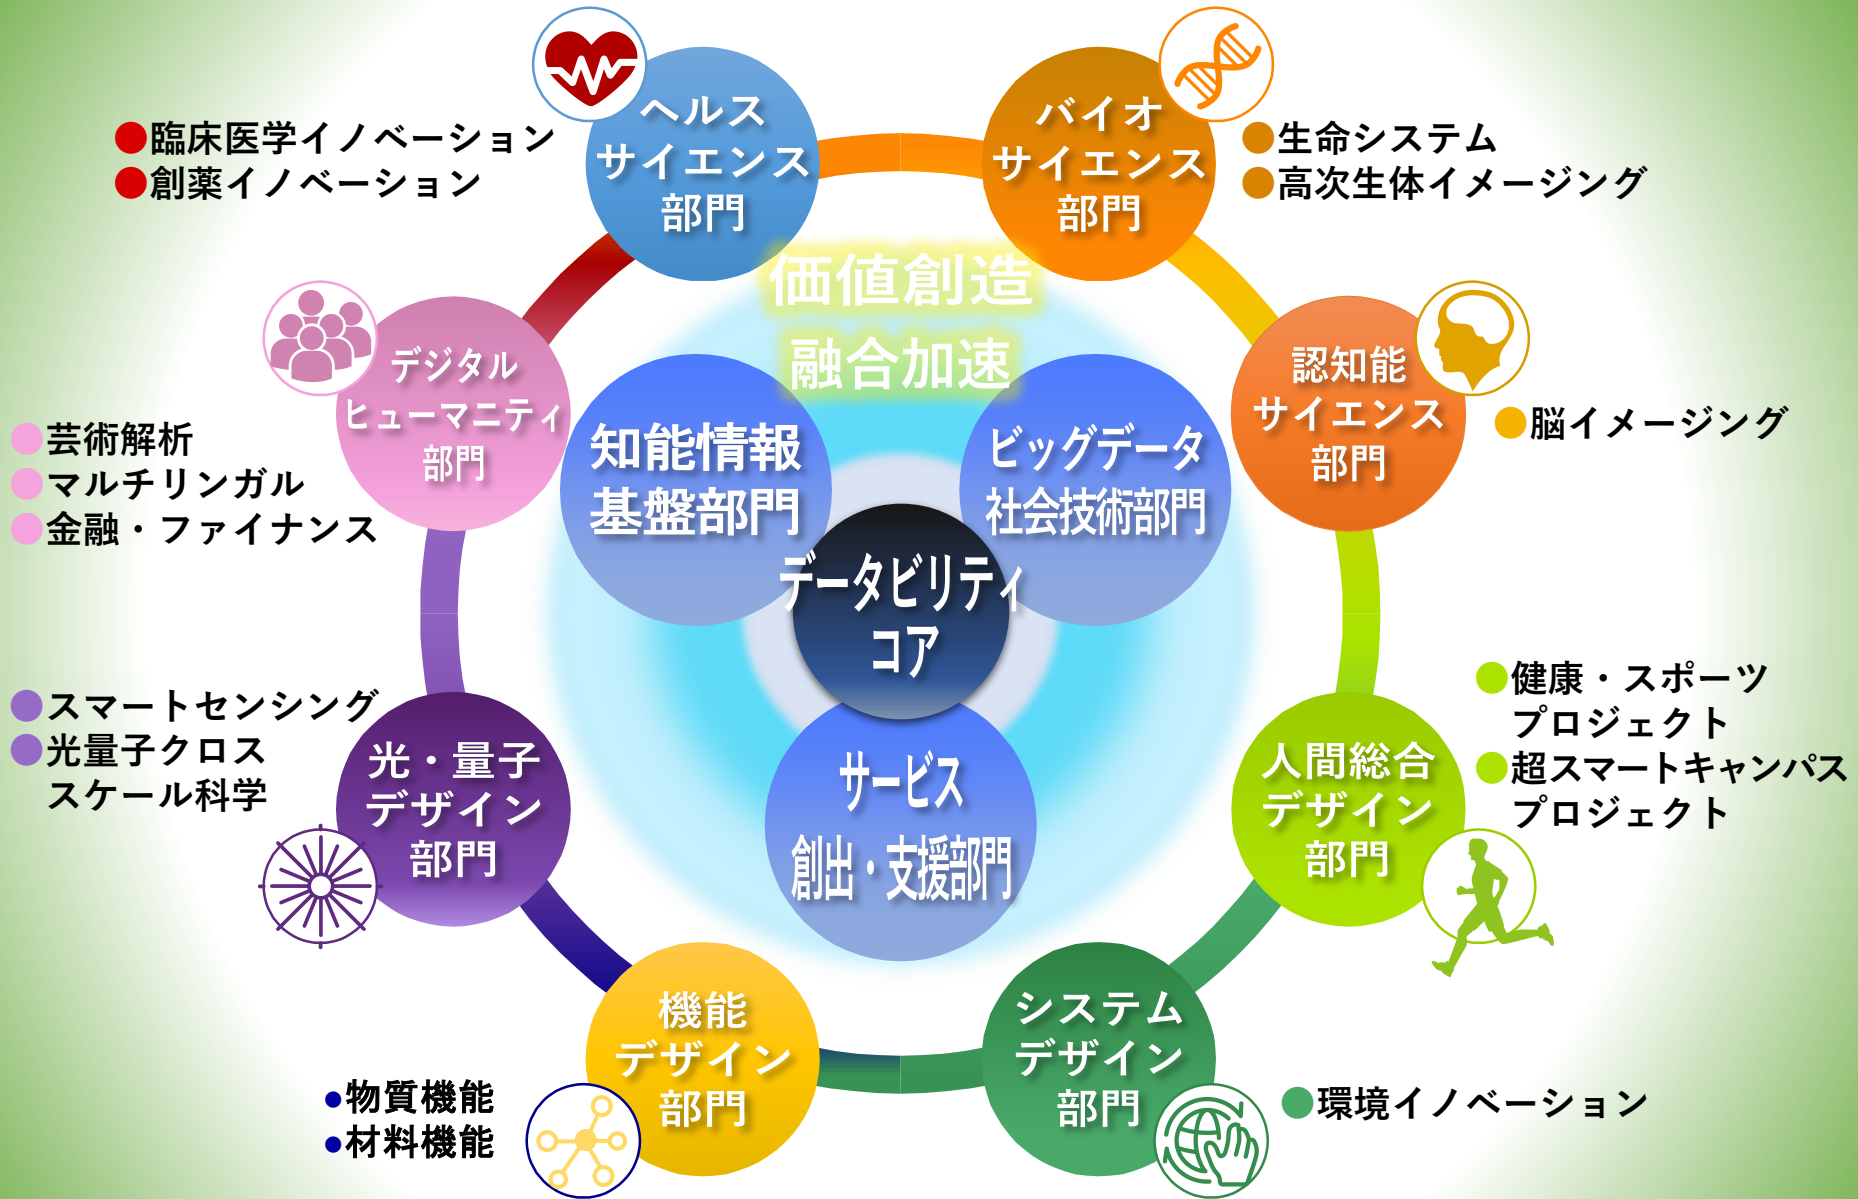 ヘルス
サイエンス
部門
●臨床医学イノベーション
●創薬イノベーション
バイオ
サイエンス
部門
●生命システム
●高次生体イメージング
価値創造
融合加速
デジタル
ヒューマニティ
部門
●芸術解析
●マルチリンガル
●金融・ファイナンス
認知能
サイエンス
部門
●脳イメージング
知能情報
基盤部門
ビッグデータ
社会技術部門
データビリティ
コア
サービス
創出・支援部門
●スマートセンシング
●光量子クロス
スケール科学
光・量子
デザイン
部門
人間総合
デザイン
部門
●健康・スポーツ
プロジェクト
●超スマートキャンパス
プロジェクト
機能
デザイン
部門
●物質機能
●材料機能
システム
デザイン
部門
●環境イノベーション